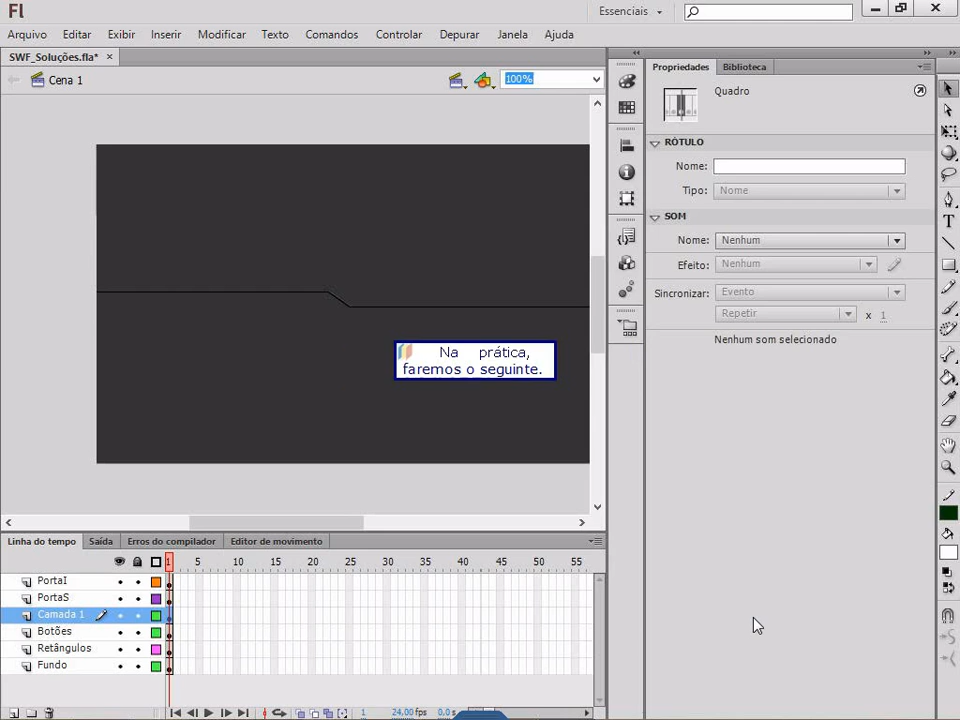 Fl
Essenciais
Arquivo Editar Exibir Inserir Modificar Texto Comandos Controlar Depurar Janela Ajuda
SWF_Soluções.fla*
Cena 1
100%
Propriedades Biblioteca
Quadro
RÓTULO
Nome:
Tipo: Nome
SOM
Nome: Nenhum
Efeito: Nenhum
Sincronizar: Evento
Repetir x 1
Nenhum som selecionado
Na prática,
faremos o seguinte.
Linha do tempo Saída Erros do compilador Editor de movimento
1 5 10 15 20 25 30 35 40 45 50 55
PortaI
PortaS
Camada 1
Botões
Retângulos
Fundo
1 24.00 fps 0.0 s